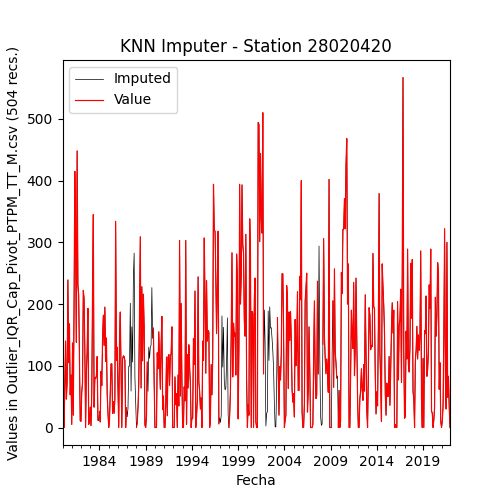 KNN Imputer - Station 28020420
Imputed
Value
Values in Outlier_IQR_Cap_Pivot_PTPM_TT_M.csv (504 recs.)
500
400
300
200
100
0
1984 1989 1994 1999 2004 2009 2014 2019
Fecha